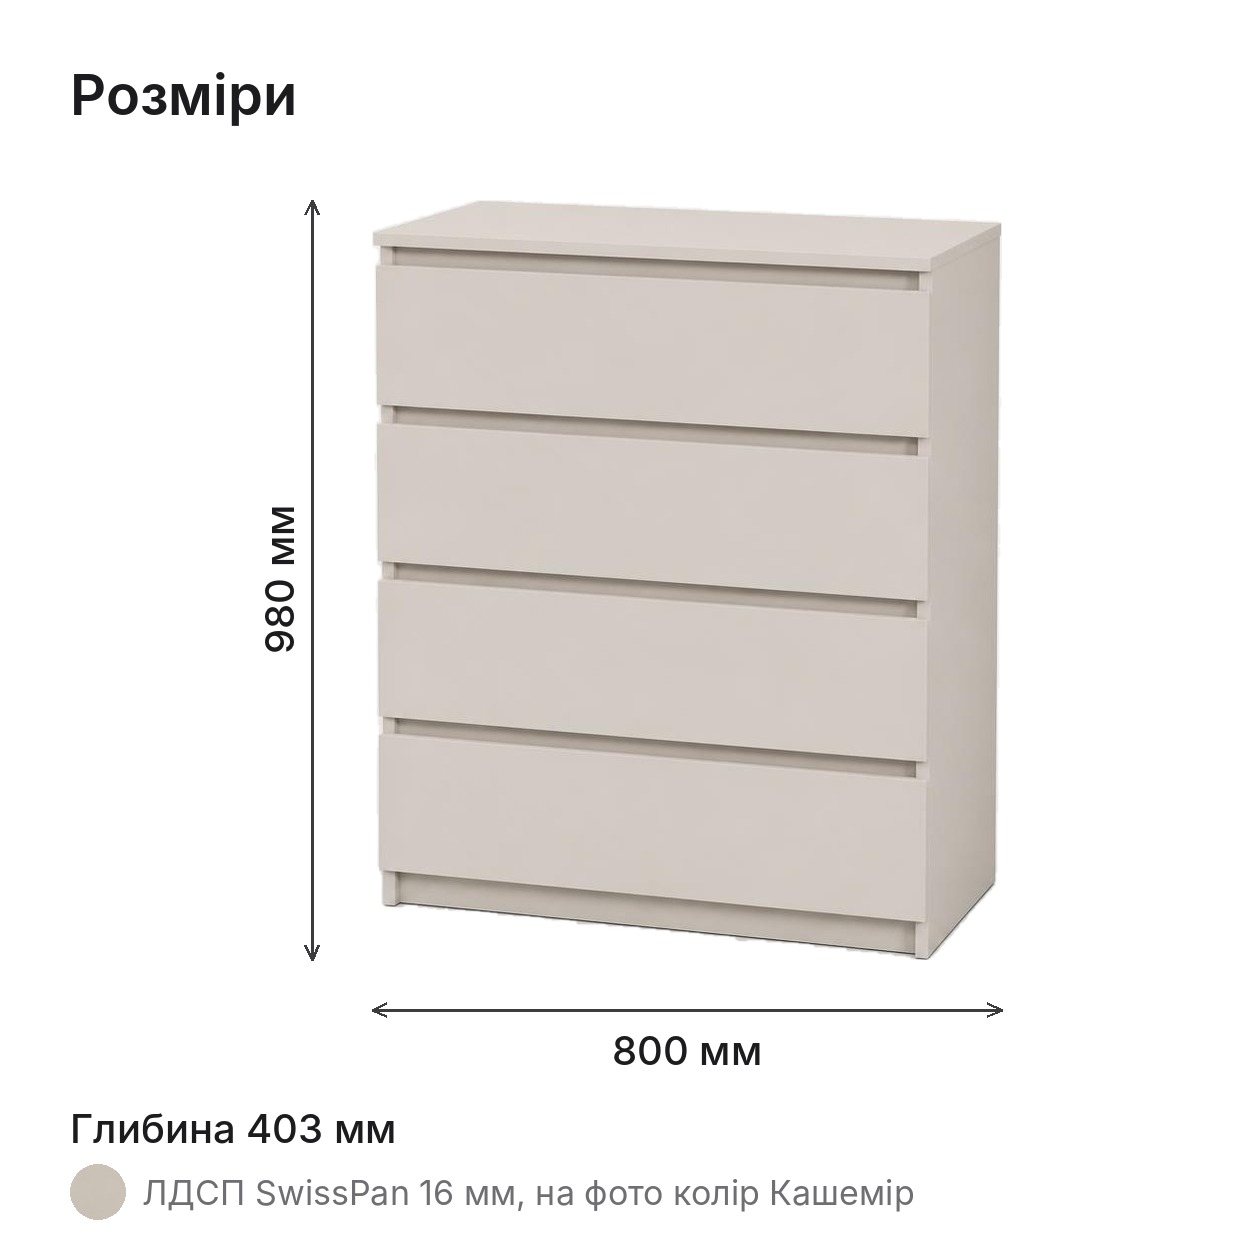 Розміри
980 мм
800 мм
Глибина 403 мм
ЛДСП SwissPan 16 мм, на фото колір Кашемір